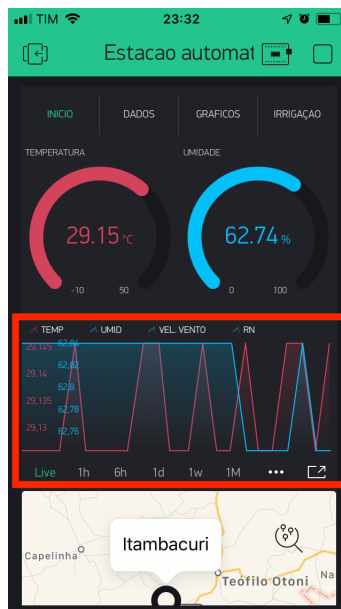 TIM 23:32
Estacao automat
INICIO DADOS GRAFICOS IRRIGAÇAO
TEMPERATURA UMIDADE
29.15 °C 62.74 %
-10 50 0 100
TEMP UMID VEL. VENTO RN
29,145 62,84
62,82
29,14 62,8
29,135 62,78
29,13 62,76
Live 1h 6h 1d 1w 1M
Itambacuri
Capelinha
Teófilo Otoni Na